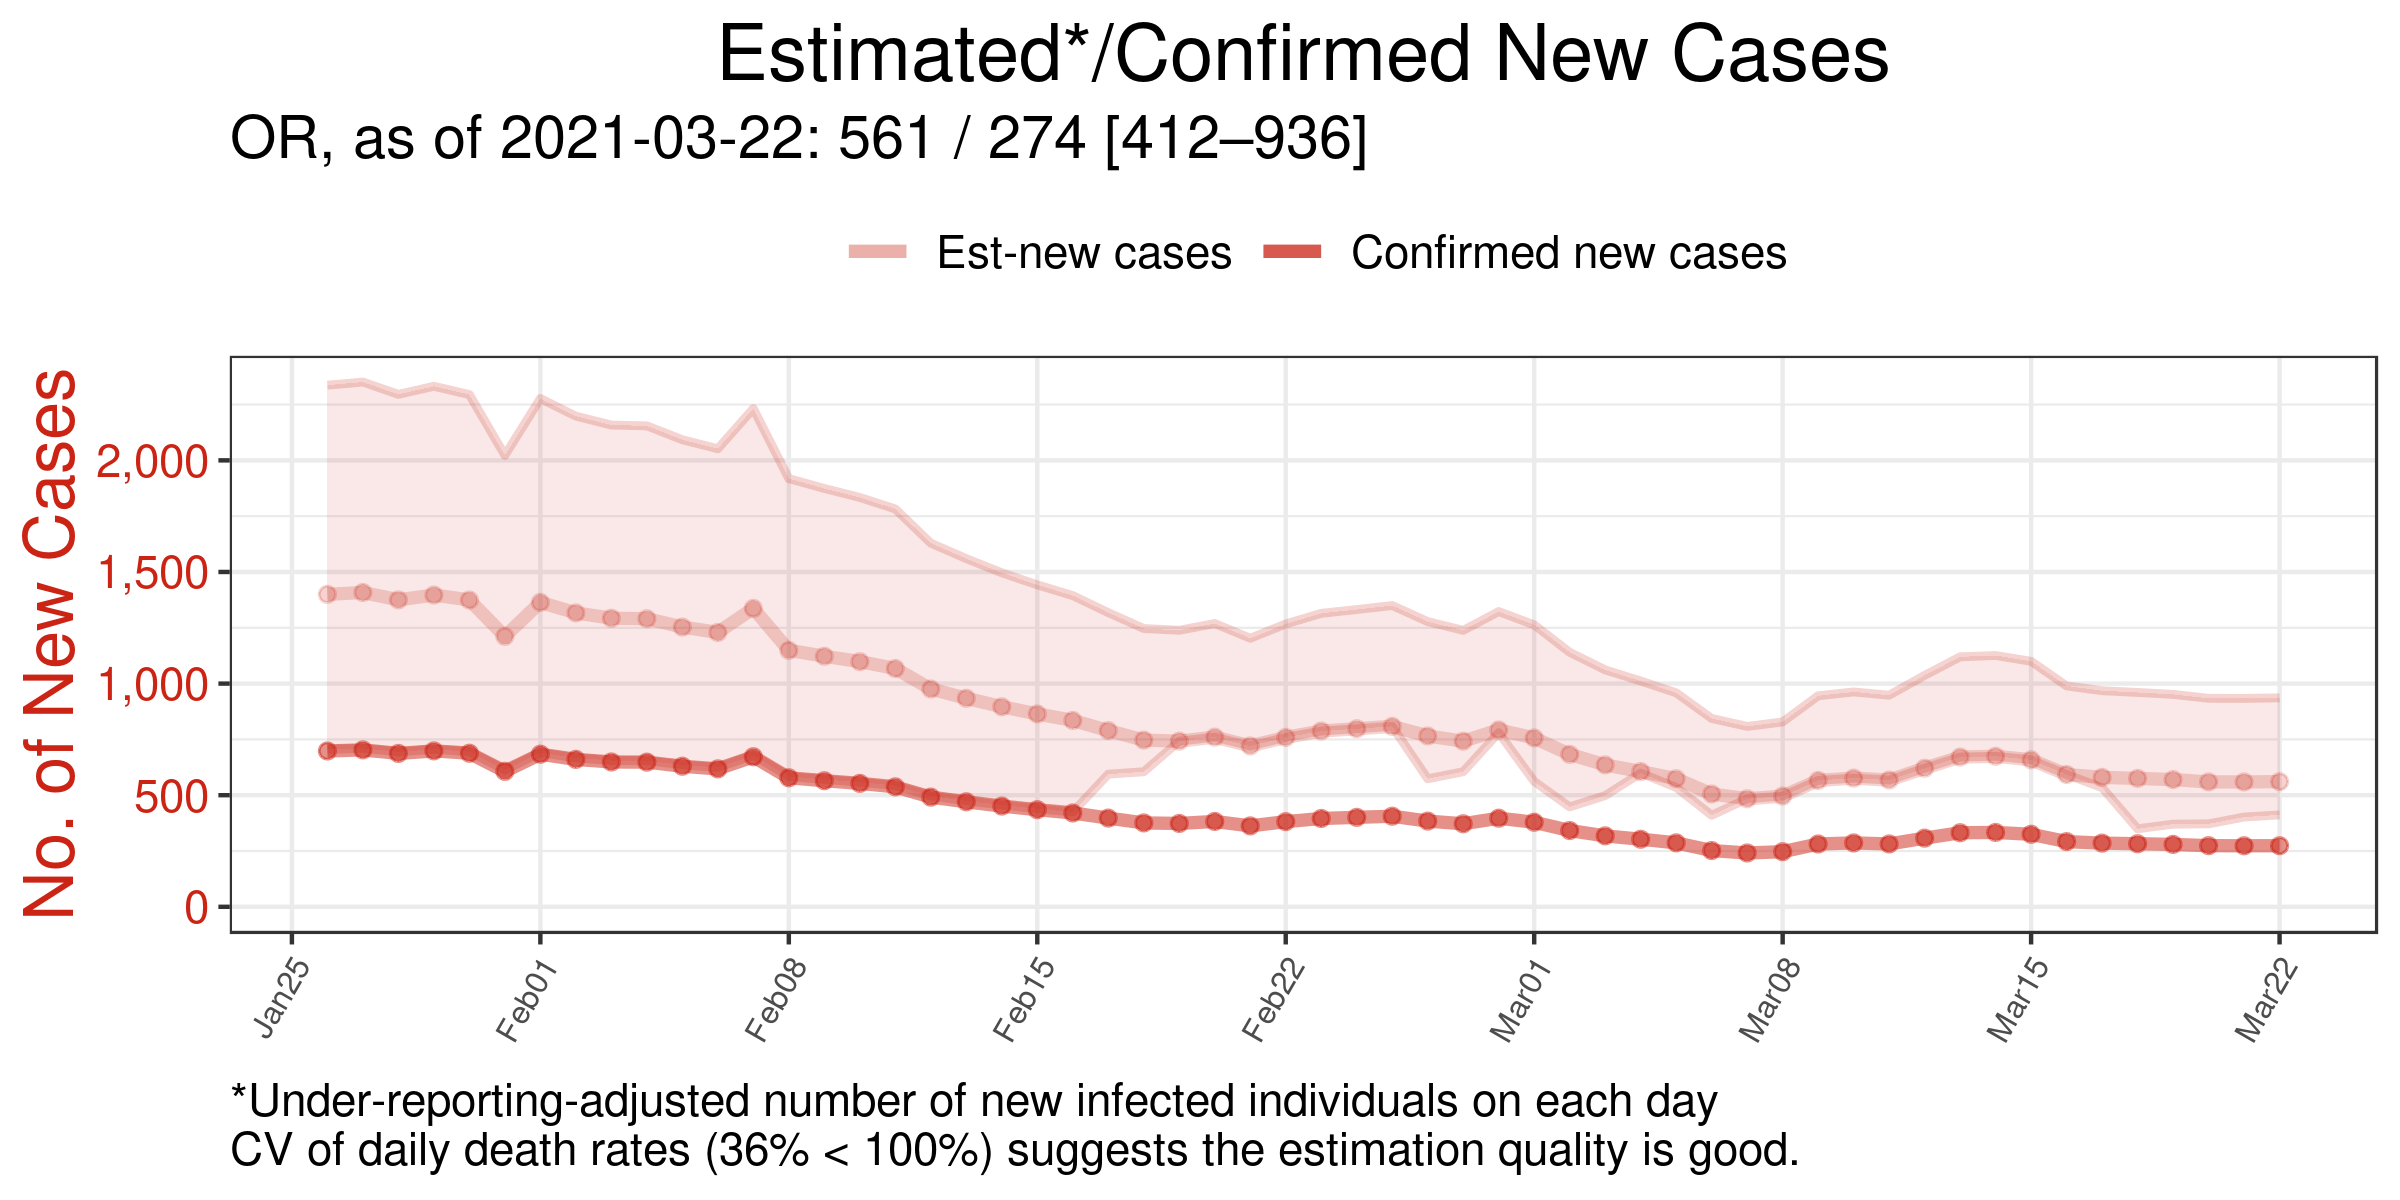 Estimated*/Confirmed New Cases
OR, as of 2021-03-22: 561 / 274 [412–936]
Est-new cases
Confirmed new cases
No. of New Cases
2,000
1,500
1,000
500
0
Jan25
Feb01
Feb08
Feb15
Feb22
Mar01
Mar08
Mar15
Mar22
*Under-reporting-adjusted number of new infected individuals on each day
CV of daily death rates (36% < 100%) suggests the estimation quality is good.